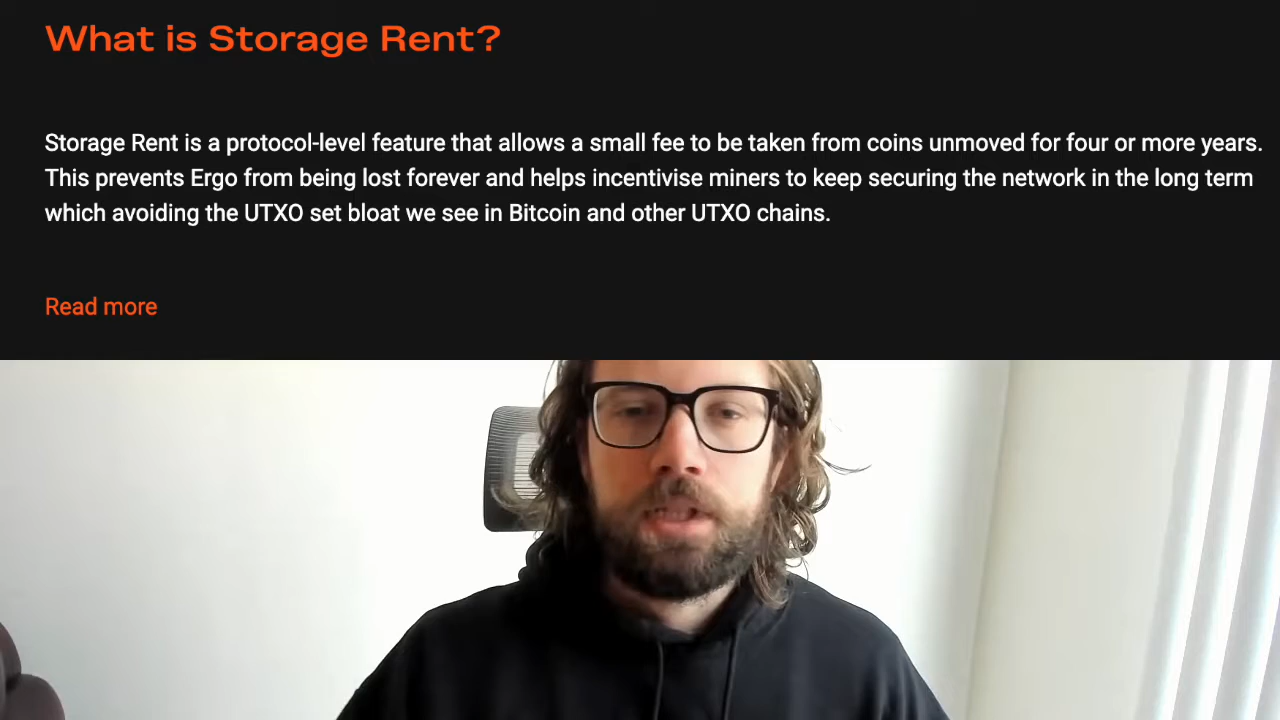 What is Storage Rent?
Storage Rent is a protocol-level feature that allows a small fee to be taken from coins unmoved for four or more years.
This prevents Ergo from being lost forever and helps incentivise miners to keep securing the network in the long term
which avoiding the UTXO set bloat we see in Bitcoin and other UTXO chains.
Read more